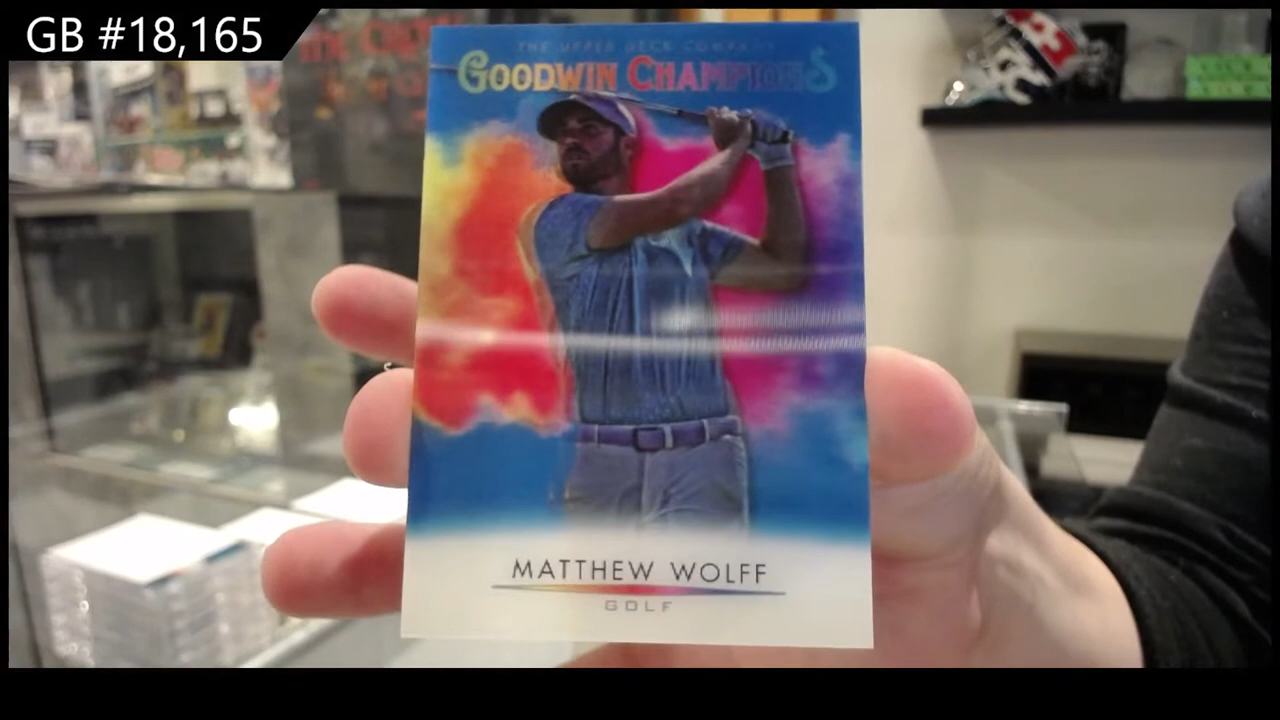 GB #18,165
THE UPPER DECK COMPANY
GOODWIN CHAMPIONS
MATTHEW WOLFF
GOLF